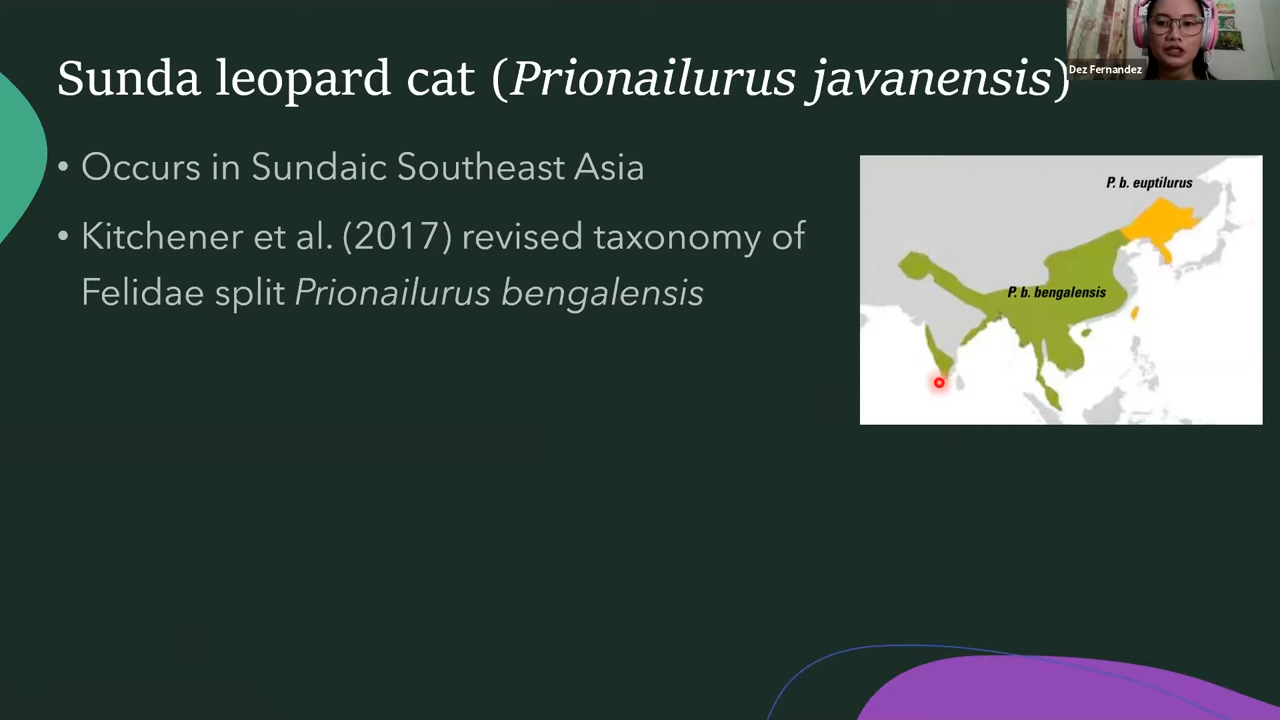 Sunda leopard cat (Prionailurus javanensis)
Dez Fernandez
• Occurs in Sundaic Southeast Asia
• Kitchener et al. (2017) revised taxonomy of
Felidae split Prionailurus bengalensis
P. b. euptilurus
P. b. bengalensis